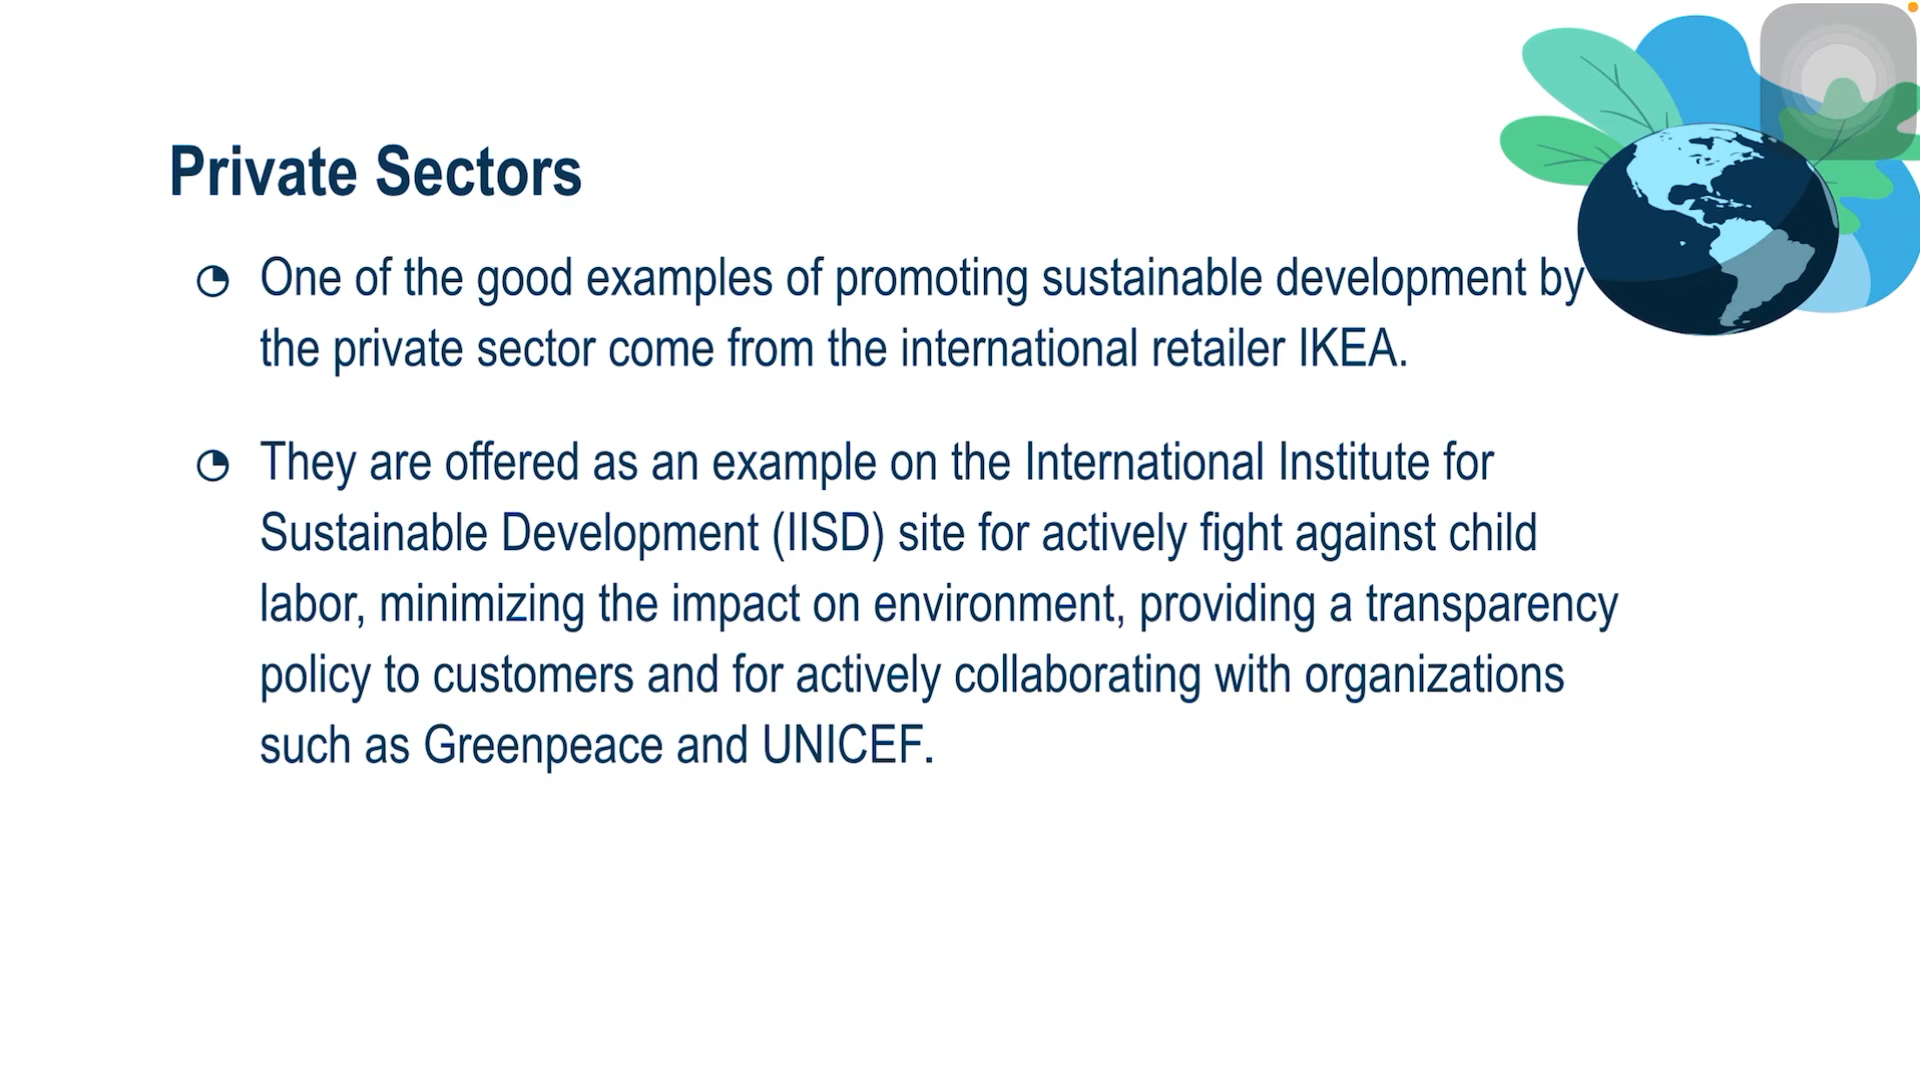 Private Sectors
One of the good examples of promoting sustainable development by
the private sector come from the international retailer IKEA.
They are offered as an example on the International Institute for
Sustainable Development (IISD) site for actively fight against child
labor, minimizing the impact on environment, providing a transparency
policy to customers and for actively collaborating with organizations
such as Greenpeace and UNICEF.